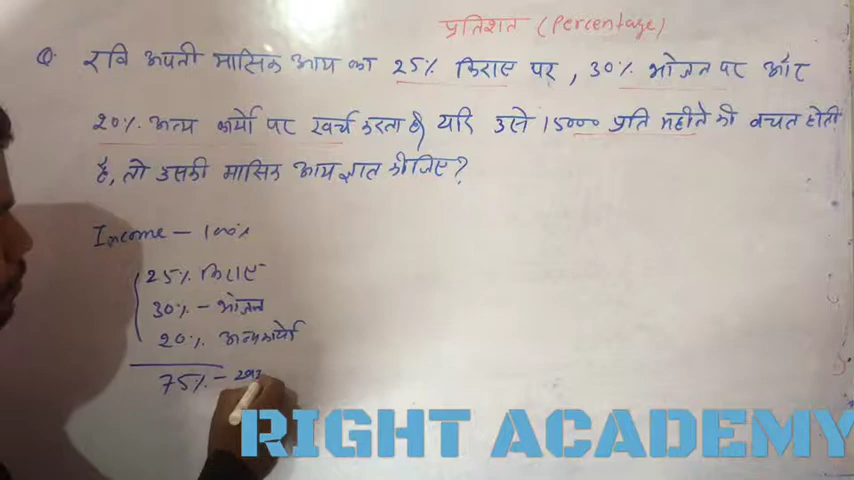 प्रतिशत (Percentage)
Q. रवि अपनी मासिक आय का 25% किराए पर, 30% भोजन पर और
20% अन्य कार्यो पर खर्च करता है, यदि उसे 15000 प्रति महीने की बचत होती
है, तो उसकी मासिक आय ज्ञात कीजिए?
Income – 100%
25% किराए
30% – भोजन
20% अन्य कार्यो
75% –
RIGHT ACADEMY